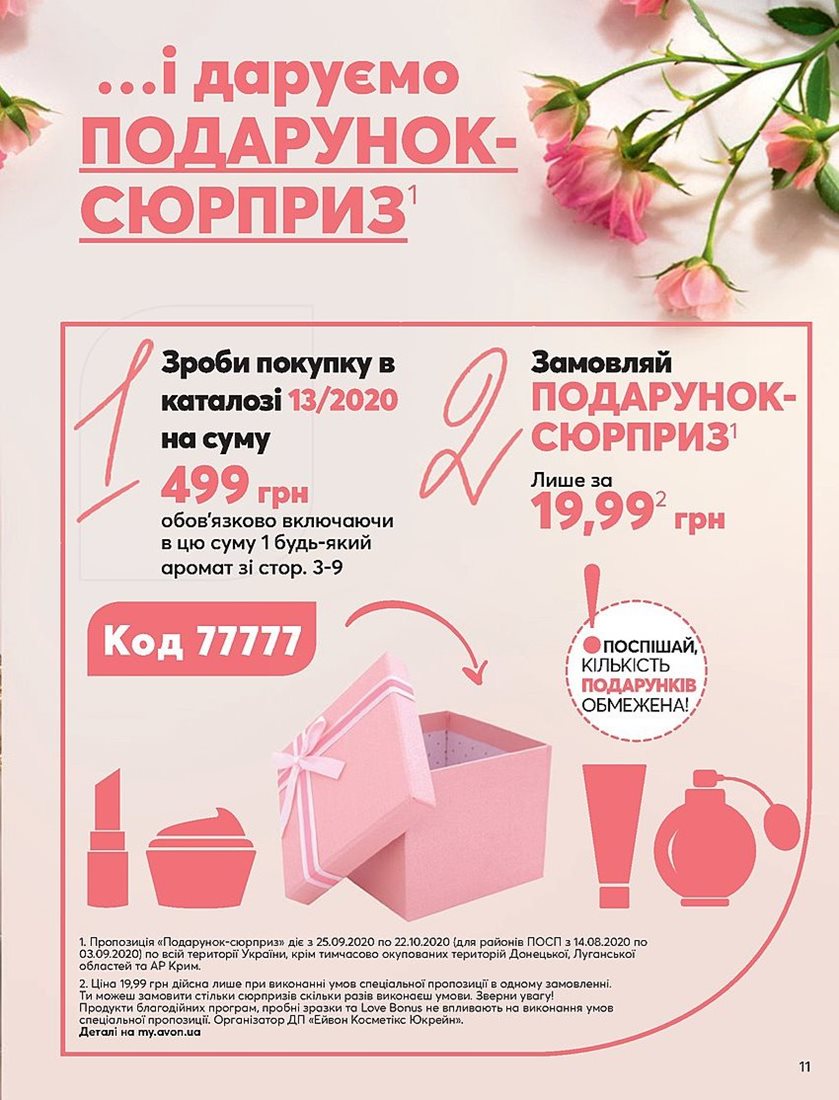 ...і даруємо
ПОДАРУНОК-
СЮРПРИЗ¹
1
Зроби покупку в
каталозі 13/2020
на суму
499 грн
обов'язково включаючи
в цю суму 1 будь-який
аромат зі стор. 3-9
2
Замовляй
ПОДАРУНОК-
СЮРПРИЗ¹
Лише за
19,99² грн
Код 77777
ПОСПІШАЙ,
КІЛЬКІСТЬ
ПОДАРУНКІВ
ОБМЕЖЕНА!
1. Пропозиція «Подарунок-сюрприз» діє з 25.09.2020 по 22.10.2020 (для районів ПОСП з 14.08.2020 по
03.09.2020) по всій території України, крім тимчасово окупованих територій Донецької, Луганської
областей та АР Крим.
2. Ціна 19,99 грн дійсна лише при виконанні умов спеціальної пропозиції в одному замовленні.
Ти можеш замовити стільки сюрпризів скільки разів виконаєш умови. Зверни увагу!
Продукти благодійних програм, пробні зразки та Love Bonus не впливають на виконання умов
спеціальної пропозиції. Організатор ДП «Ейвон Косметікс Юкрейн».
Деталі на my.avon.ua
11